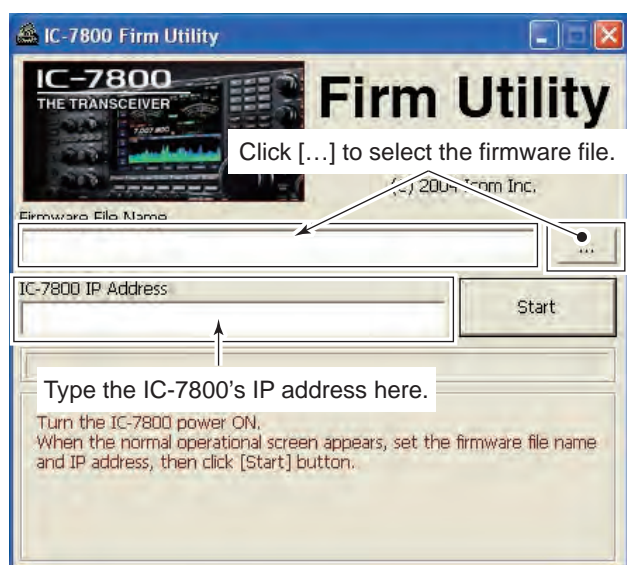 IC-7800 Firm Utility
IC-7800
THE TRANSCEIVER
Firm Utility
Click […] to select the firmware file.
(c) 2004 Icom Inc.
Firmware File Name
...
IC-7800 IP Address
Start
Type the IC-7800's IP address here.
Turn the IC-7800 power ON.
When the normal operational screen appears, set the firmware file name
and IP address, then click [Start] button.